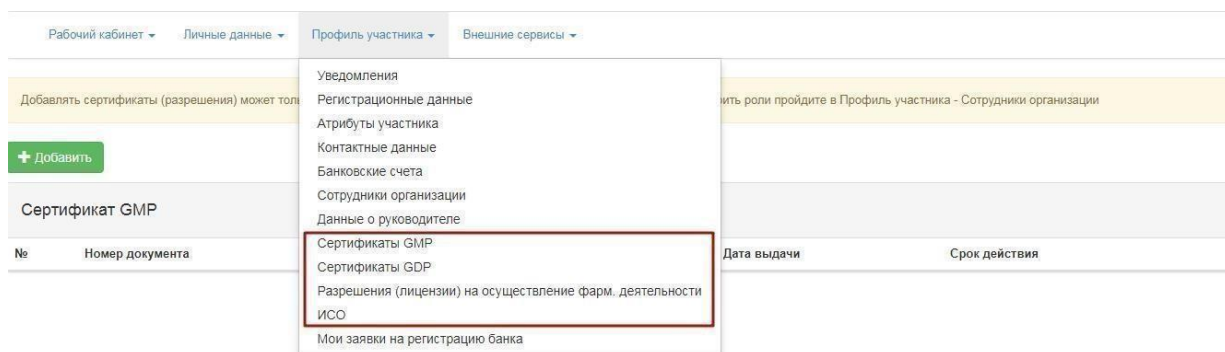 Рабочий кабинет Личные данные Профиль участника Внешние сервисы
Уведомления
Добавлять сертификаты (разрешения) может Регистрационные данные роли пройдите в Профиль участника - Сотрудники организации
Атрибуты участника
Контактные данные
+ Добавить
Банковские счета
Сотрудники организации
Сертификат GMP
Данные о руководителе
Сертификаты GMP
№ Номер документа Дата выдачи Срок действия
Сертификаты GDP
Разрешения (лицензии) на осуществление фарм. деятельности
ИСО
Мои заявки на регистрацию банка